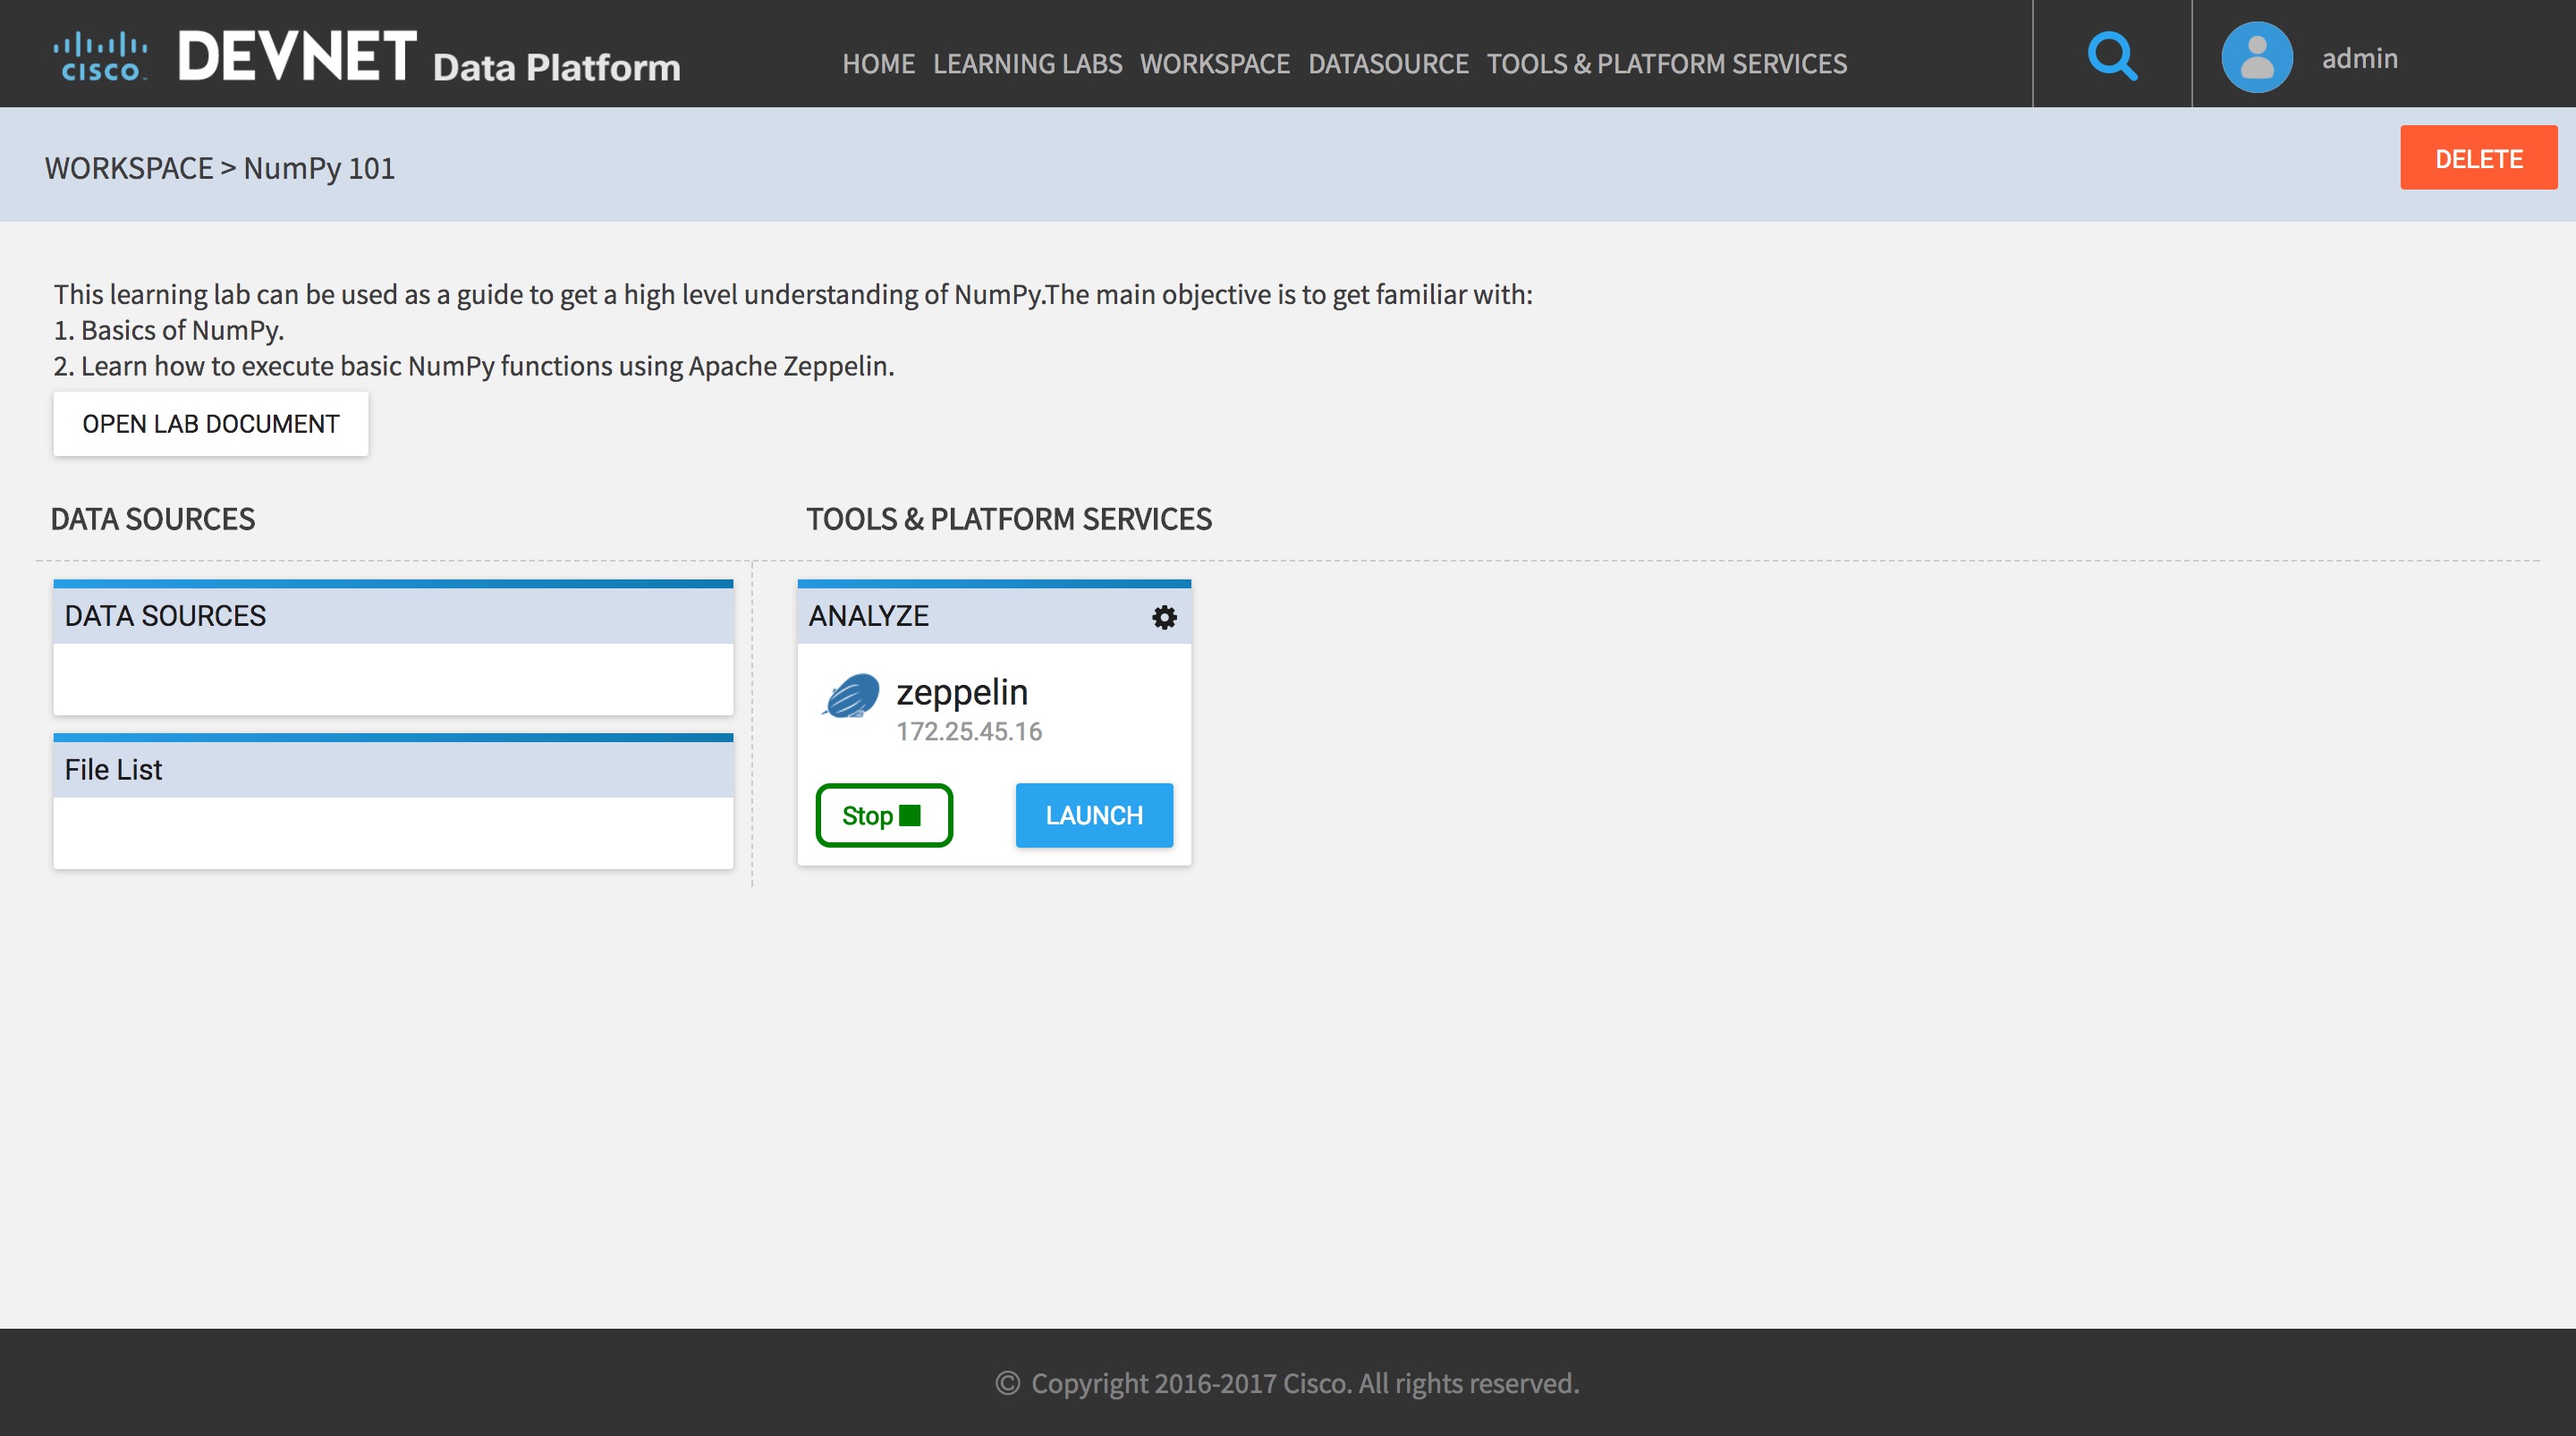 CISCO DEVNET Data Platform HOME LEARNING LABS WORKSPACE DATASOURCE TOOLS & PLATFORM SERVICES admin
WORKSPACE > NumPy 101 DELETE
This learning lab can be used as a guide to get a high level understanding of NumPy.The main objective is to get familiar with:
1. Basics of NumPy.
2. Learn how to execute basic NumPy functions using Apache Zeppelin.
OPEN LAB DOCUMENT
DATA SOURCES
DATA SOURCES
File List
TOOLS & PLATFORM SERVICES
ANALYZE
zeppelin
172.25.45.16
Stop LAUNCH
© Copyright 2016-2017 Cisco. All rights reserved.